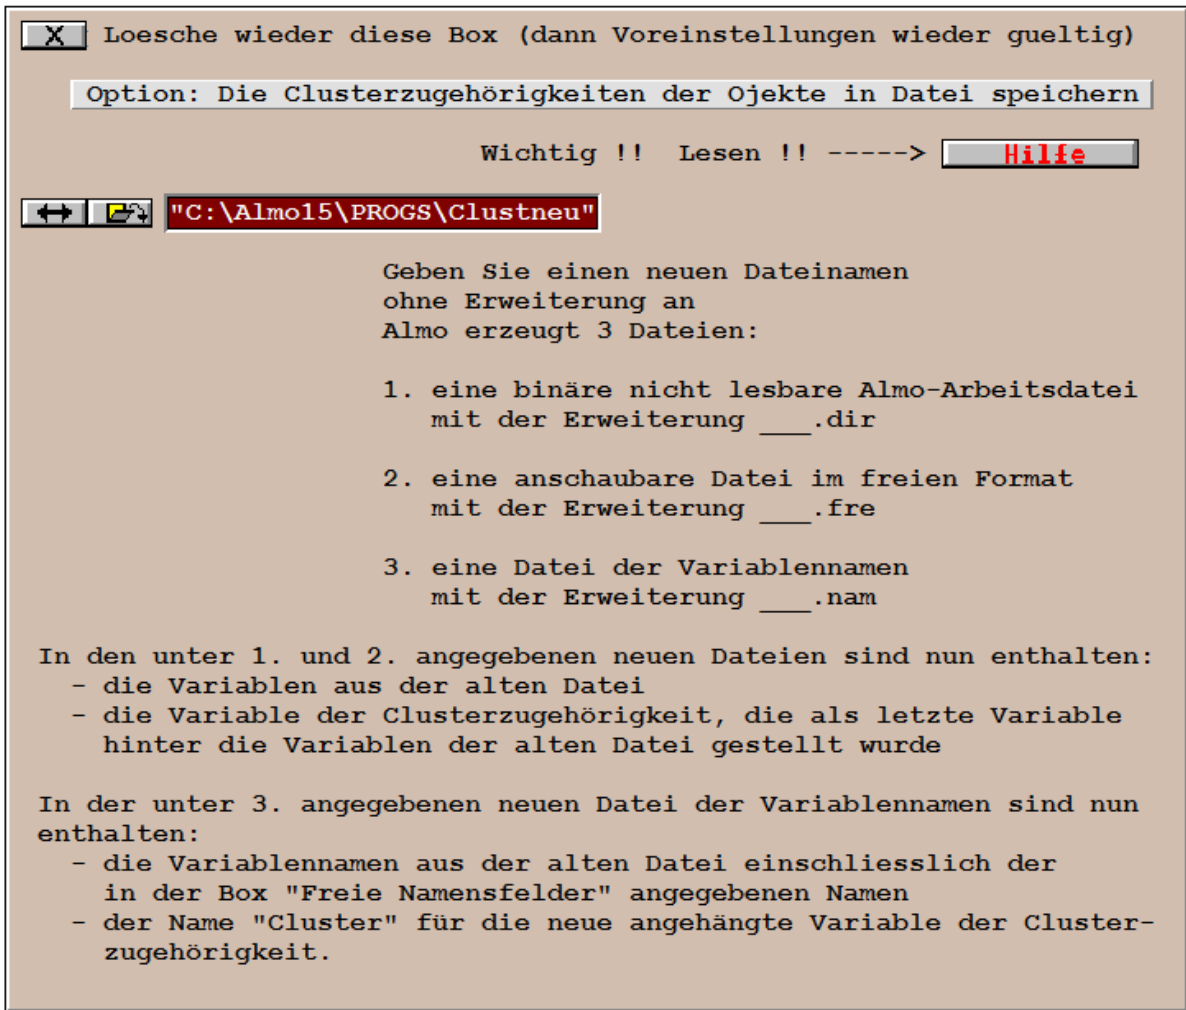 X Loesche wieder diese Box (dann Voreinstellungen wieder gueltig)
Option: Die Clusterzugehörigkeiten der Ojekte in Datei speichern
Wichtig !! Lesen !! -----> Hilfe
"C:\Almo15\PROGS\Clustneu"
Geben Sie einen neuen Dateinamen
ohne Erweiterung an
Almo erzeugt 3 Dateien:
1. eine binäre nicht lesbare Almo-Arbeitsdatei
mit der Erweiterung ___.dir
2. eine anschaubare Datei im freien Format
mit der Erweiterung ___.fre
3. eine Datei der Variablennamen
mit der Erweiterung ___.nam
In den unter 1. und 2. angegebenen neuen Dateien sind nun enthalten:
- die Variablen aus der alten Datei
- die Variable der Clusterzugehörigkeit, die als letzte Variable
hinter die Variablen der alten Datei gestellt wurde
In der unter 3. angegebenen neuen Datei der Variablennamen sind nun
enthalten:
- die Variablennamen aus der alten Datei einschliesslich der
in der Box "Freie Namensfelder" angegebenen Namen
- der Name "Cluster" für die neue angehängte Variable der Cluster-
zugehörigkeit.